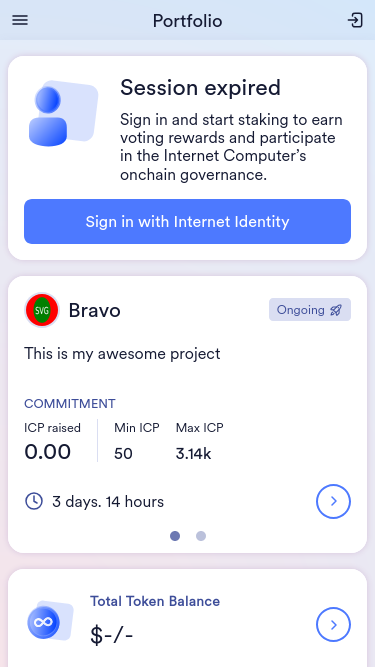 Portfolio
Session expired
Sign in and start staking to earn
voting rewards and participate
in the Internet Computer's
onchain governance.
Sign in with Internet Identity
SVG
Bravo
Ongoing
This is my awesome project
COMMITMENT
ICP raised
Min ICP
Max ICP
0.00
50
3.14k
3 days. 14 hours
Total Token Balance
$-/-